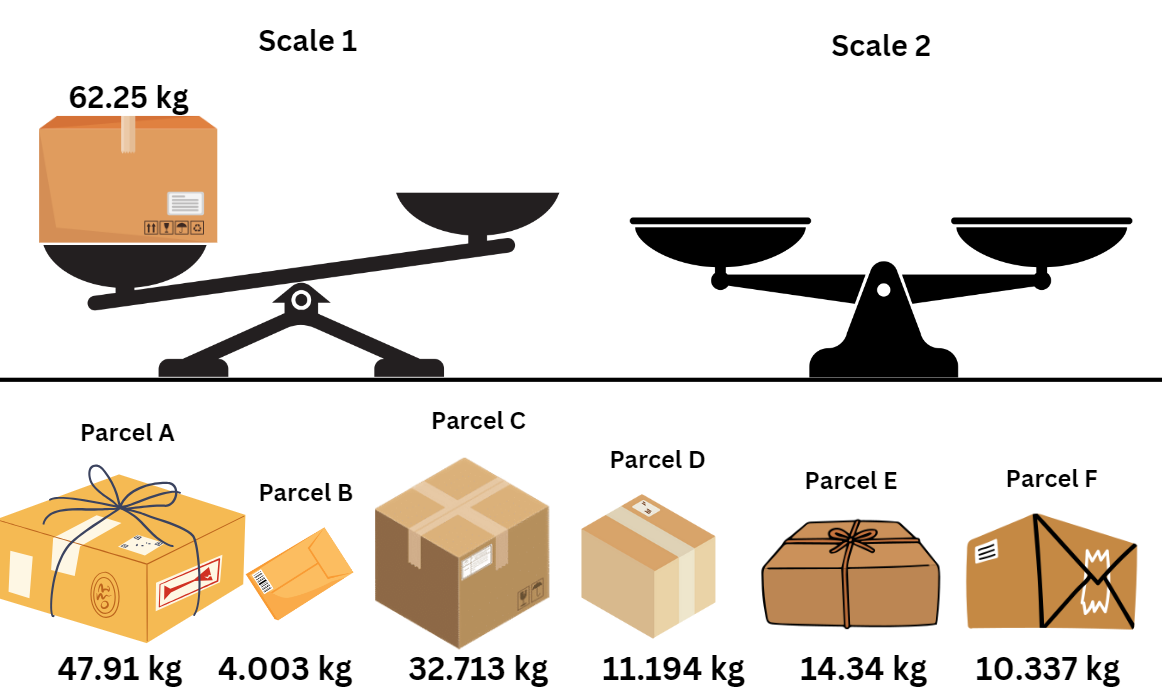 Scale 1
Scale 2
62.25 kg
Parcel A
Parcel B
Parcel C
Parcel D
Parcel E
Parcel F
47.91 kg
4.003 kg
32.713 kg
11.194 kg
14.34 kg
10.337 kg